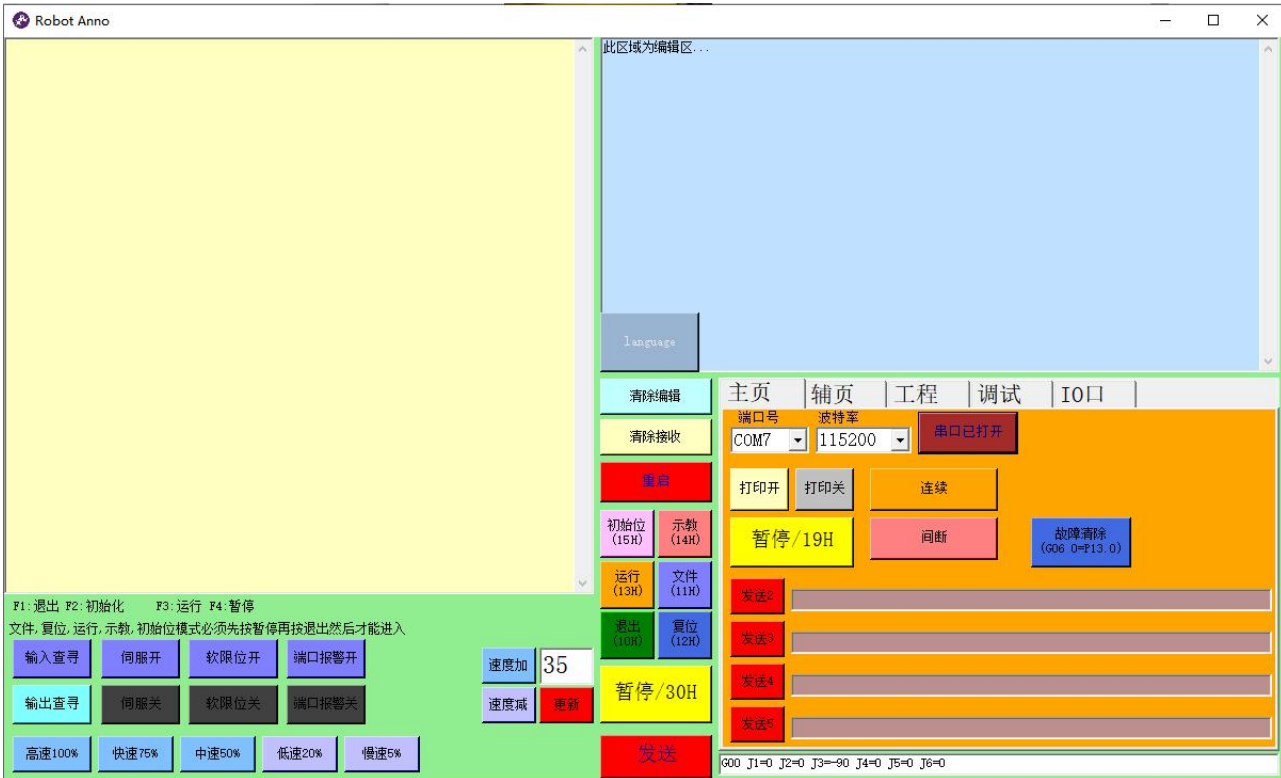 Robot Anno
此区域为编辑区...
language
清除编辑
清除接收
重启
初始位
(15H)
示教
(14H)
运行
(13H)
文件
(11H)
退出
(10H)
复位
(12H)
暂停/30H
发送
主页 辅页 工程 调试 IO口
端口号 波特率
COM7 115200 串口已打开
打印开 打印关 连续
暂停/19H 间断 故障清除
(G06 O=P13.0)
发送2
发送3
发送4
发送5
G00 J1=0 J2=0 J3=-90 J4=0 J5=0 J6=0
F1:退出 F2:初始化 F3:运行 F4:暂停
文件,复位,运行,示教,初始位模式必须先按暂停再按退出然后才能进入
输入查寻 伺服开 软限位开 端口报警开 速度加 35
输出查寻 伺服关 软限位关 端口报警关 速度减 更新
高速100% 快速75% 中速50% 低速20% 慢速5%